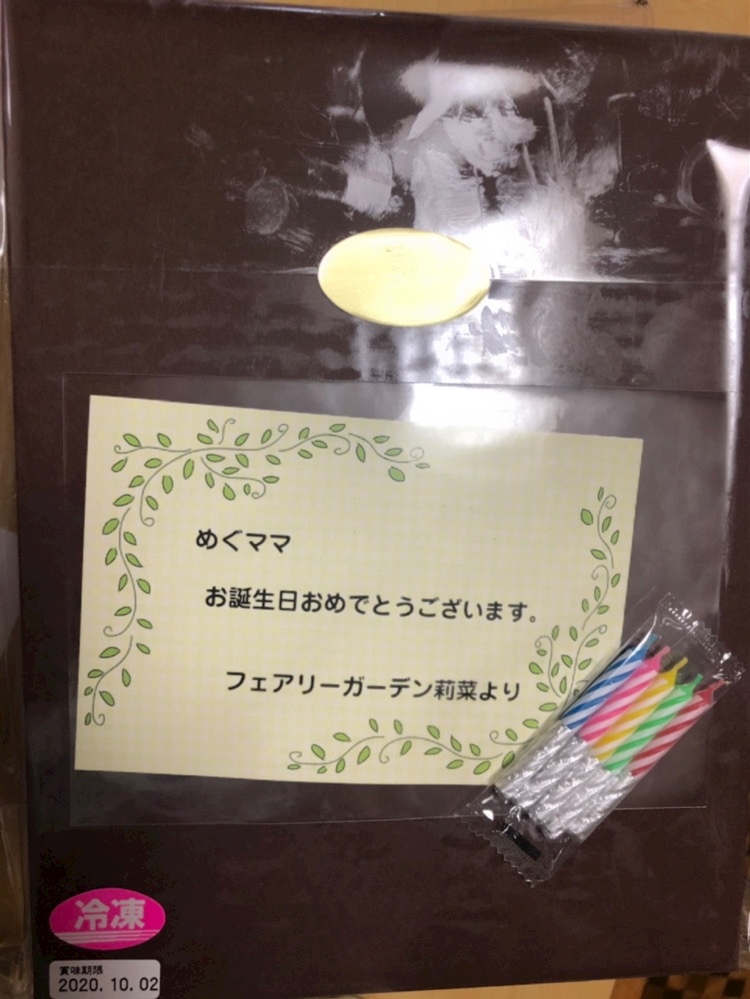 めぐママ
お誕生日おめでとうございます。
フェアリーガーデン莉菜より
冷凍
賞味期限
2020.10.02